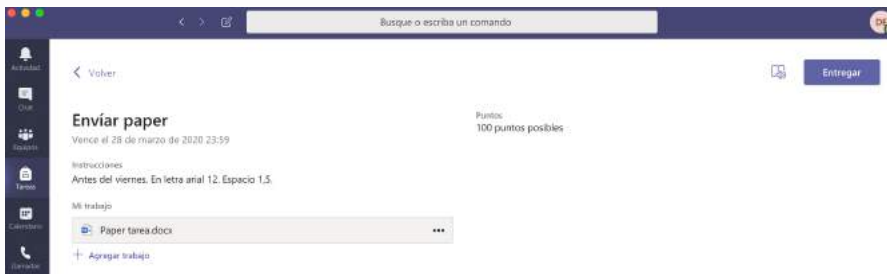 Busque o escriba un comando
Actividad
Chat
Equipos
Tareas
Calendario
Llamadas
Volver
Entregar
Envíar paper
Vence el 28 de marzo de 2020 23:59
Puntos
100 puntos posibles
Instrucciones
Antes del viernes. En letra arial 12. Espacio 1,5.
Mi trabajo
Paper tarea.docx
Agregar trabajo